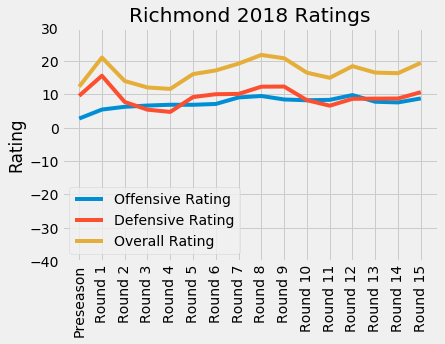 Richmond 2018 Ratings
Rating
30
20
10
0
−10
−20
−30
−40
Offensive Rating
Defensive Rating
Overall Rating
Preseason
Round 1
Round 2
Round 3
Round 4
Round 5
Round 6
Round 7
Round 8
Round 9
Round 10
Round 11
Round 12
Round 13
Round 14
Round 15